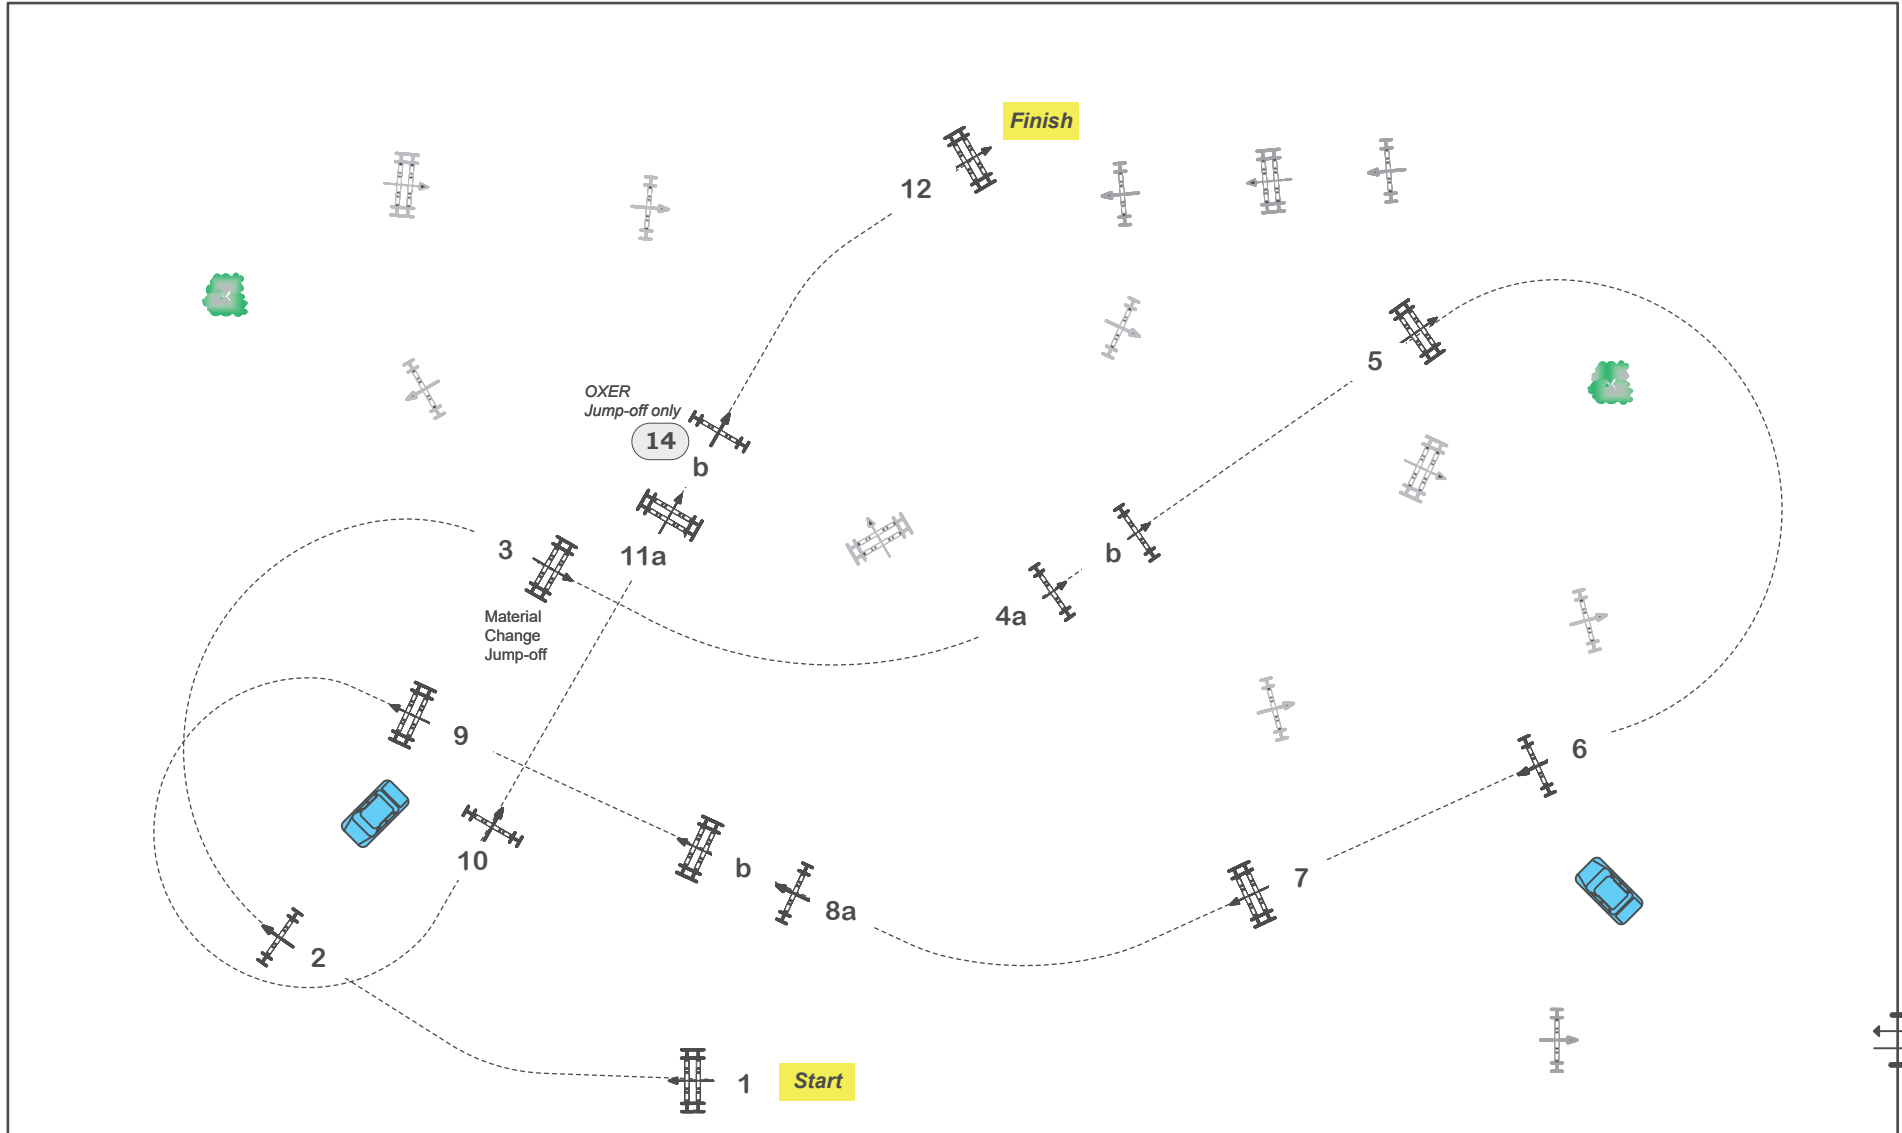 Finish
12
5
OXER
Jump-off only
14
b
3
11a
b
4a
Material
Change
Jump-off
9
6
10
b
8a
7
2
1
Start